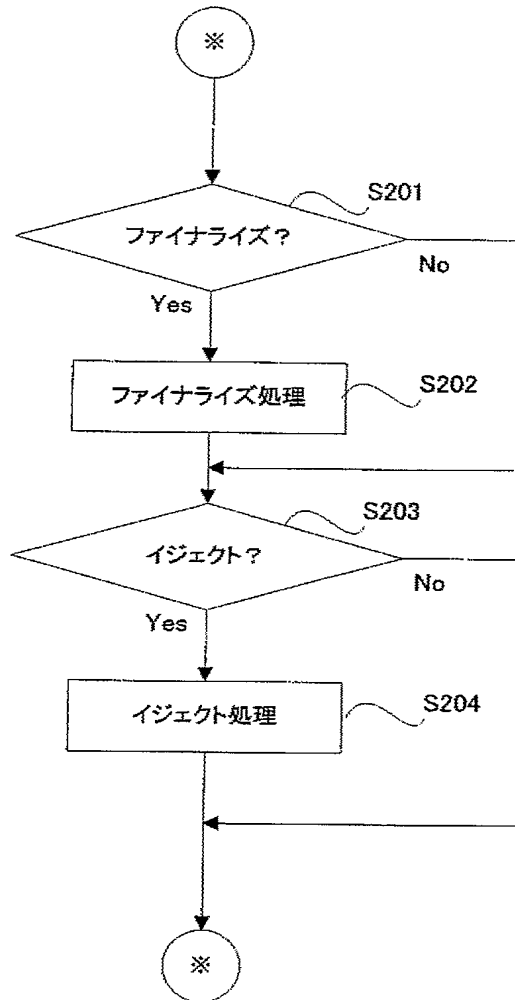 ※
S201
ファイナライズ？
No
Yes
ファイナライズ処理
S202
S203
イジェクト？
No
Yes
イジェクト処理
S204
※